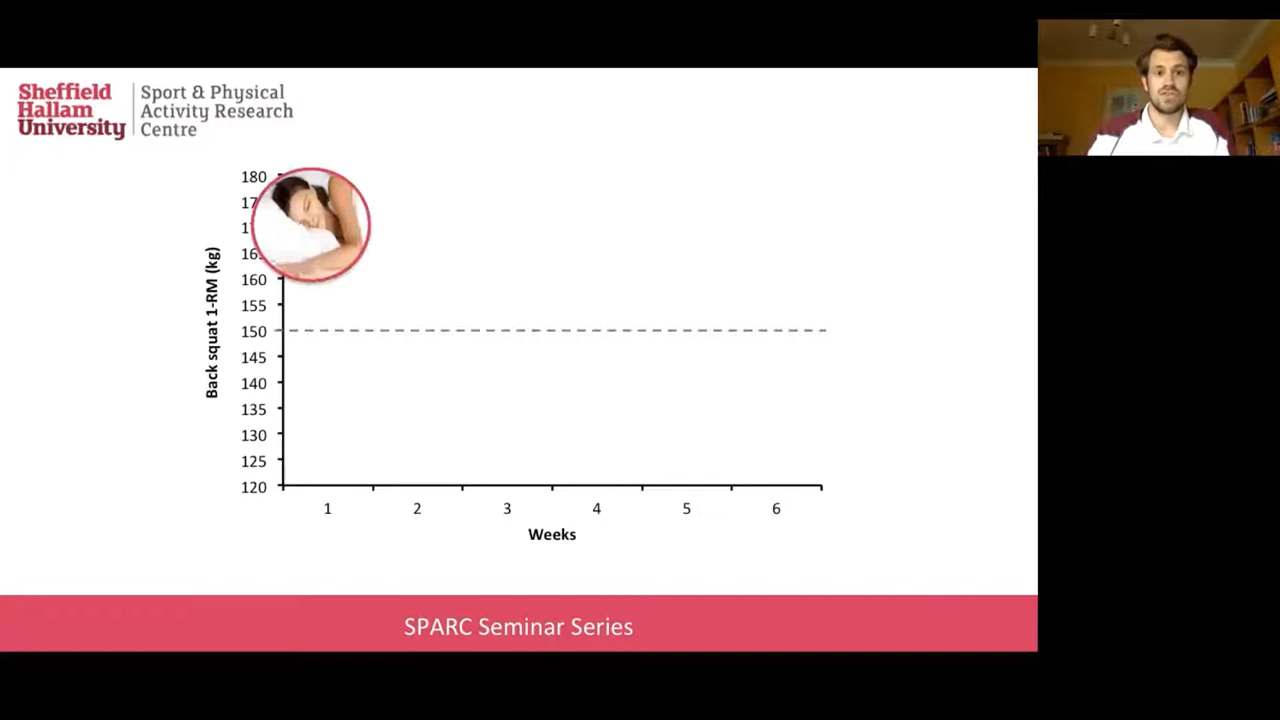 Sheffield
Hallam
University
Sport & Physical
Activity Research
Centre
180
160
155
150
145
140
135
130
125
120
Back squat 1-RM (kg)
1 2 3 4 5 6
Weeks
SPARC Seminar Series